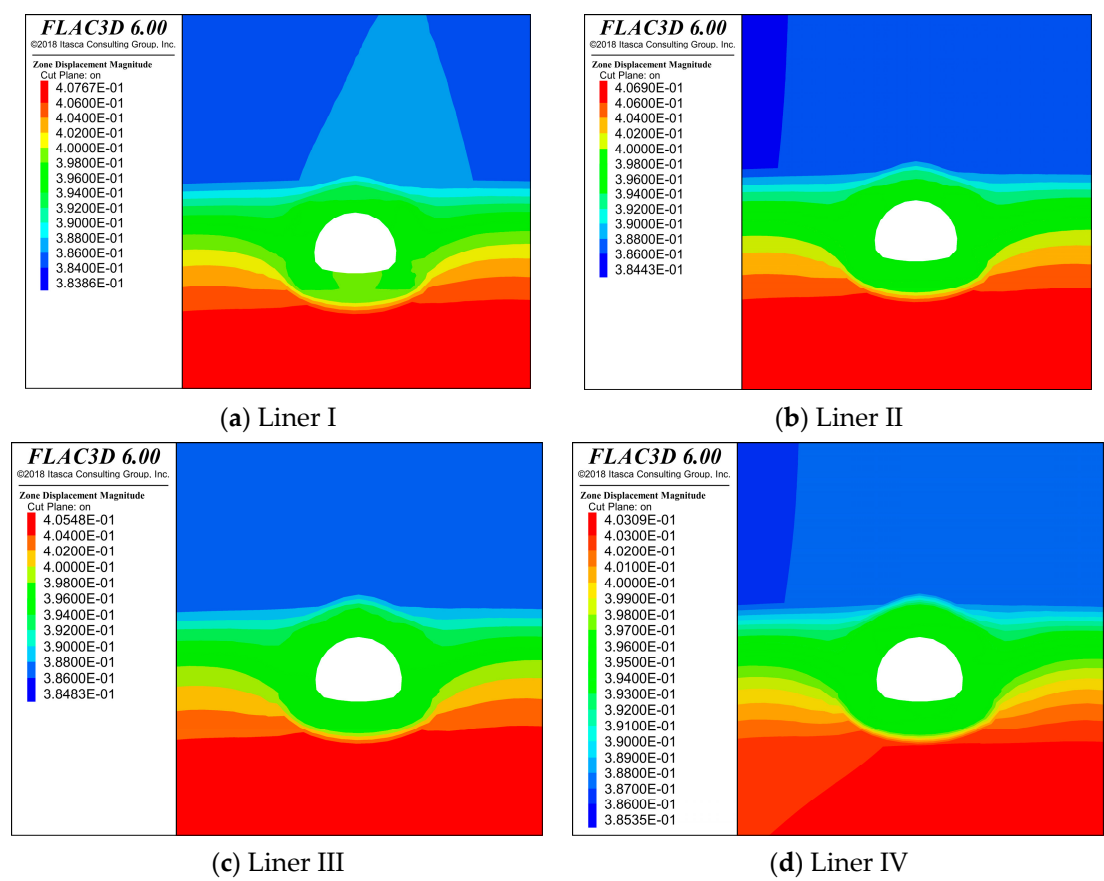 FLAC3D 6.00
©2018 Itasca Consulting Group, Inc.
Zone Displacement Magnitude
Cut Plane: on
4.0767E-01
4.0600E-01
4.0400E-01
4.0200E-01
4.0000E-01
3.9800E-01
3.9600E-01
3.9400E-01
3.9200E-01
3.9000E-01
3.8800E-01
3.8600E-01
3.8400E-01
3.8386E-01
(a) Liner I
FLAC3D 6.00
©2018 Itasca Consulting Group, Inc.
Zone Displacement Magnitude
Cut Plane: on
4.0690E-01
4.0600E-01
4.0400E-01
4.0200E-01
4.0000E-01
3.9800E-01
3.9600E-01
3.9400E-01
3.9200E-01
3.9000E-01
3.8800E-01
3.8600E-01
3.8443E-01
(b) Liner II
FLAC3D 6.00
©2018 Itasca Consulting Group, Inc.
Zone Displacement Magnitude
Cut Plane: on
4.0548E-01
4.0400E-01
4.0200E-01
4.0000E-01
3.9800E-01
3.9600E-01
3.9400E-01
3.9200E-01
3.9000E-01
3.8800E-01
3.8600E-01
3.8483E-01
(c) Liner III
FLAC3D 6.00
©2018 Itasca Consulting Group, Inc.
Zone Displacement Magnitude
Cut Plane: on
4.0309E-01
4.0300E-01
4.0200E-01
4.0100E-01
4.0000E-01
3.9900E-01
3.9800E-01
3.9700E-01
3.9600E-01
3.9500E-01
3.9400E-01
3.9300E-01
3.9200E-01
3.9100E-01
3.9000E-01
3.8900E-01
3.8800E-01
3.8700E-01
3.8600E-01
3.8535E-01
(d) Liner IV